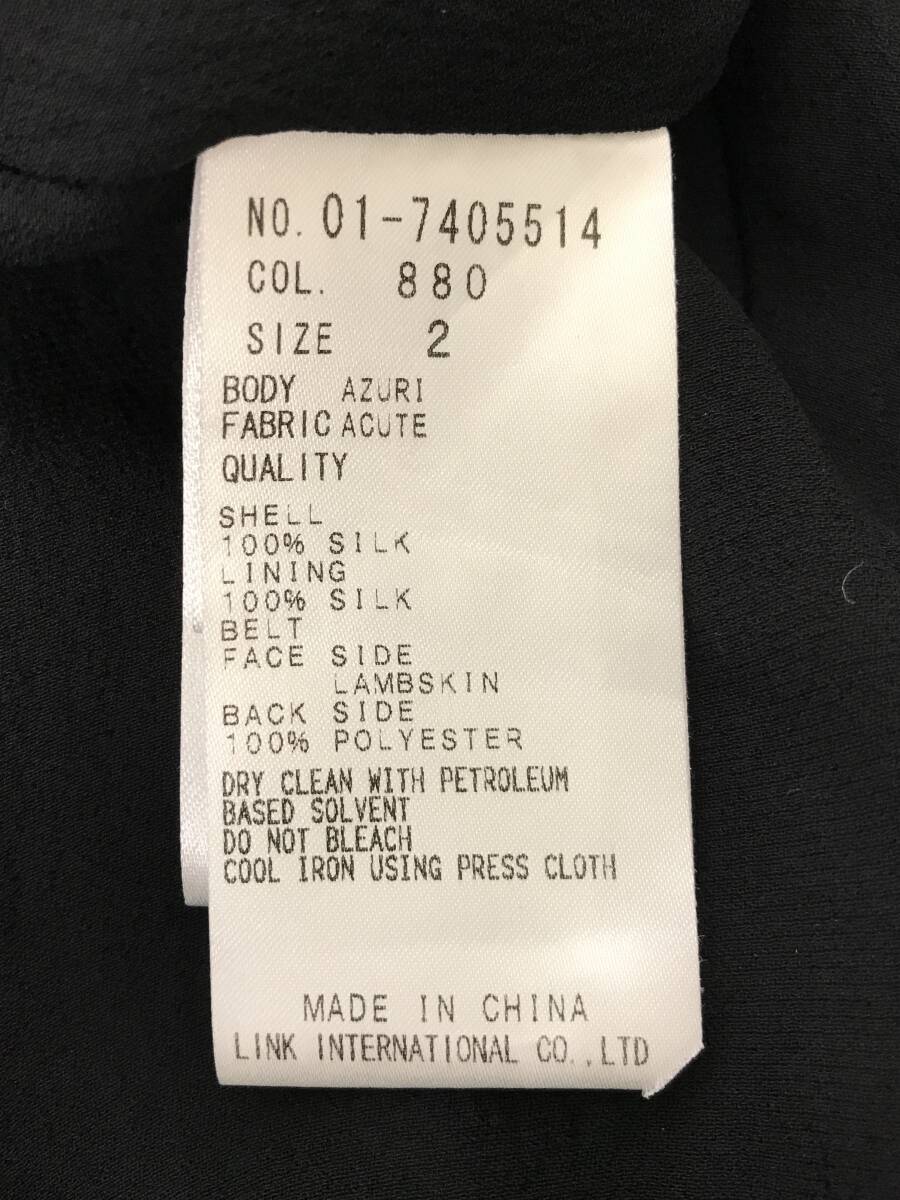 NO. 01-7405514
COL. 880
SIZE 2
BODY AZURI
FABRIC ACUTE
QUALITY
SHELL
100% SILK
LINING
100% SILK
BELT
FACE SIDE
LAMBSKIN
BACK SIDE
100% POLYESTER
DRY CLEAN WITH PETROLEUM
BASED SOLVENT
DO NOT BLEACH
COOL IRON USING PRESS CLOTH
MADE IN CHINA
LINK INTERNATIONAL CO.,LTD